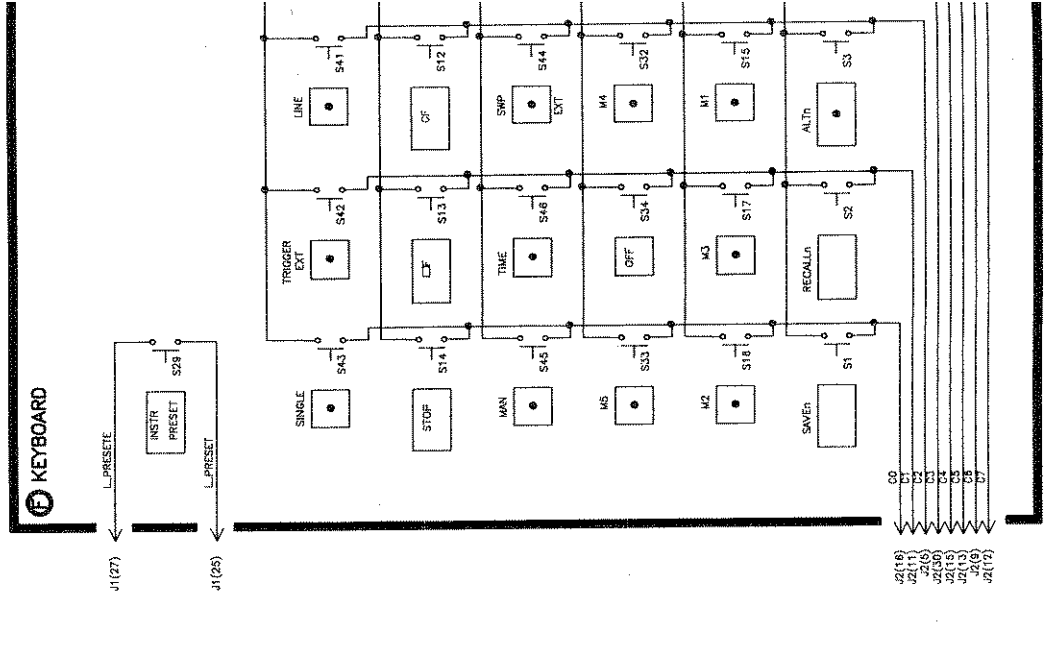 F KEYBOARD
L_PRESETE
INSTR
PRESET
S29
L_PRESET
J1(27)
J1(25)
S41
S12
S44
S32
S15
S3
LINE
CF
SWP
EXT
M4
M1
ALTn
S42
S13
S46
S34
S17
S2
TRIGGER
EXT
TIME
OFF
M3
RECALLn
S43
S14
S45
S33
S18
S1
SINGLE
STOF
MAN
M5
M2
SAVEn
C0
C1
C2
C3
C4
C5
C6
C7
J2(16)
J2(11)
J2(5)
J2(30)
J2(15)
J2(13)
J2(9)
J2(12)